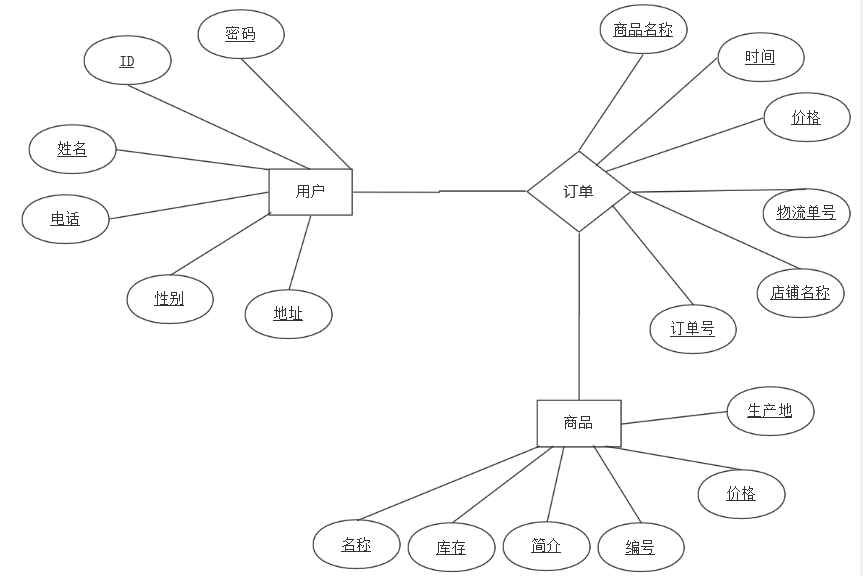 密码
ID
姓名
用户
电话
性别
地址
商品名称
时间
价格
订单
物流单号
店铺名称
订单号
商品
生产地
价格
名称
库存
简介
编号